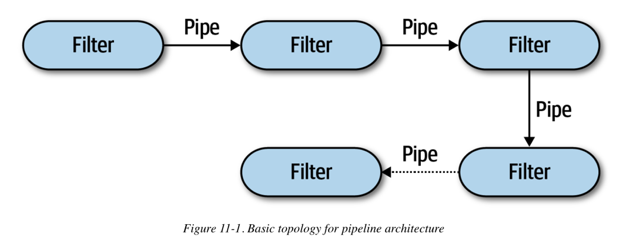 Filter Pipe Filter Pipe Filter
Pipe
Filter Pipe Filter
Figure 11-1. Basic topology for pipeline architecture